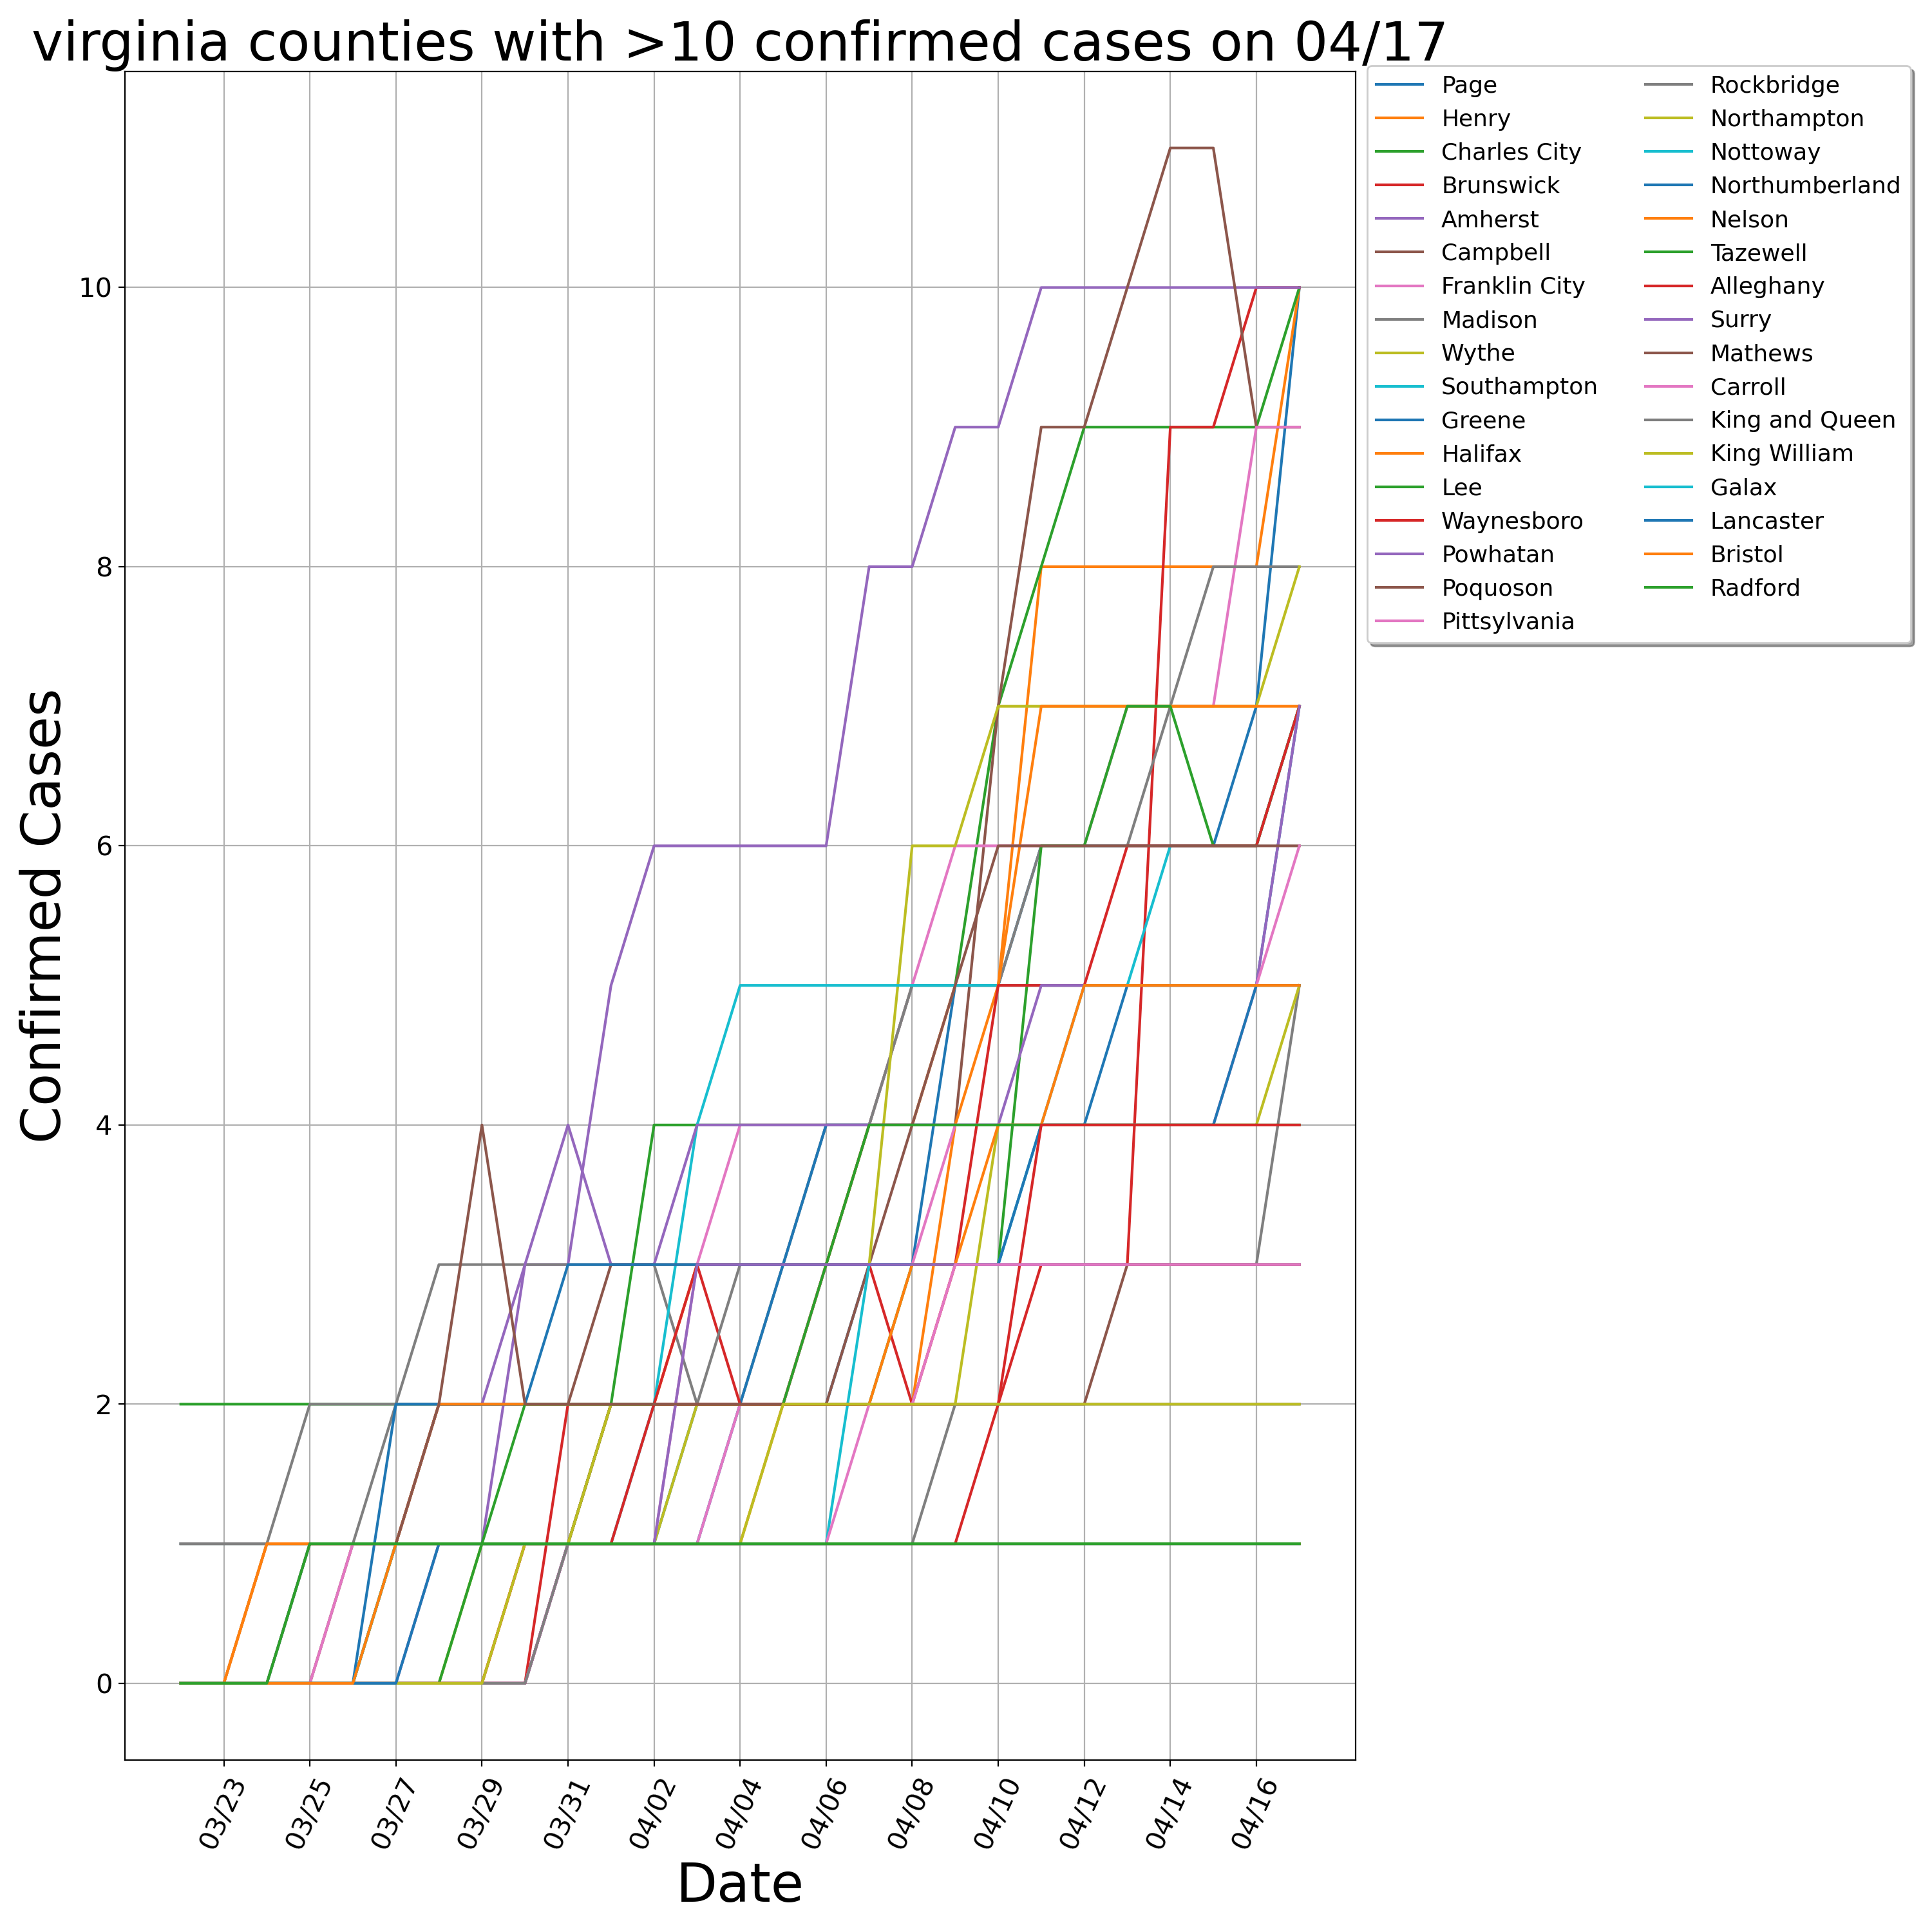 virginia counties with >10 confirmed cases on 04/17
Confirmed Cases
10
8
6
4
2
0
03/23
03/25
03/27
03/29
03/31
04/02
04/04
04/06
04/08
04/10
04/12
04/14
04/16
Date
Page
Henry
Charles City
Brunswick
Amherst
Campbell
Franklin City
Madison
Wythe
Southampton
Greene
Halifax
Lee
Waynesboro
Powhatan
Poquoson
Pittsylvania
Rockbridge
Northampton
Nottoway
Northumberland
Nelson
Tazewell
Alleghany
Surry
Mathews
Carroll
King and Queen
King William
Galax
Lancaster
Bristol
Radford